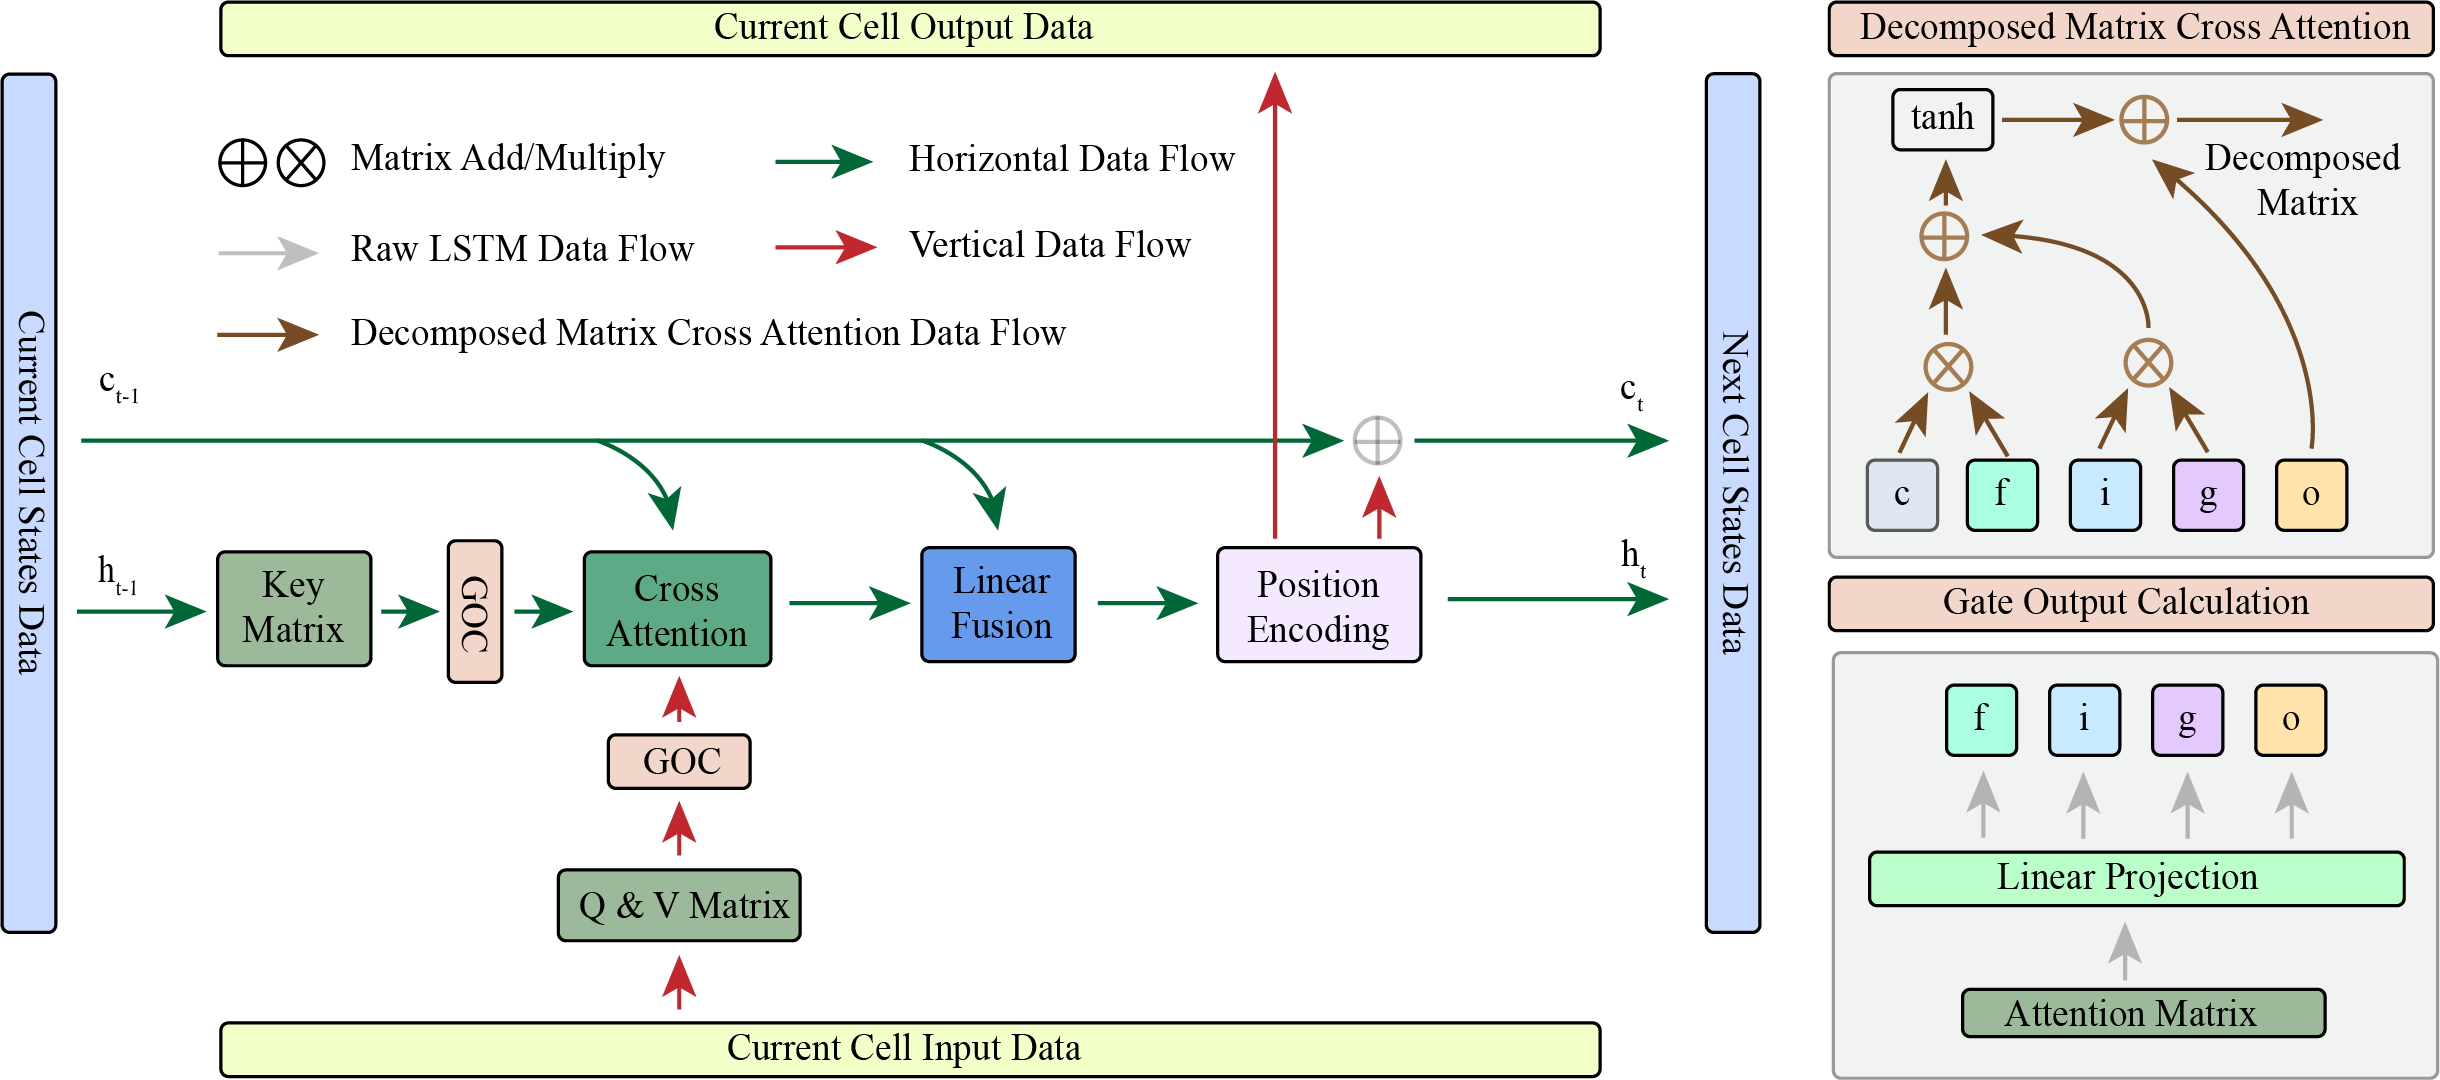 Current Cell Output Data
Matrix Add/Multiply
Horizontal Data Flow
Raw LSTM Data Flow
Vertical Data Flow
Decomposed Matrix Cross Attention Data Flow
Current Cell States Data
c_{t-1}
c_t
h_{t-1}
h_t
Key
Matrix
GOC
Cross
Attention
Linear
Fusion
Position
Encoding
GOC
Q & V Matrix
Current Cell Input Data
Next Cell States Data
Decomposed Matrix Cross Attention
tanh
Decomposed
Matrix
c f i g o
Gate Output Calculation
f i g o
Linear Projection
Attention Matrix